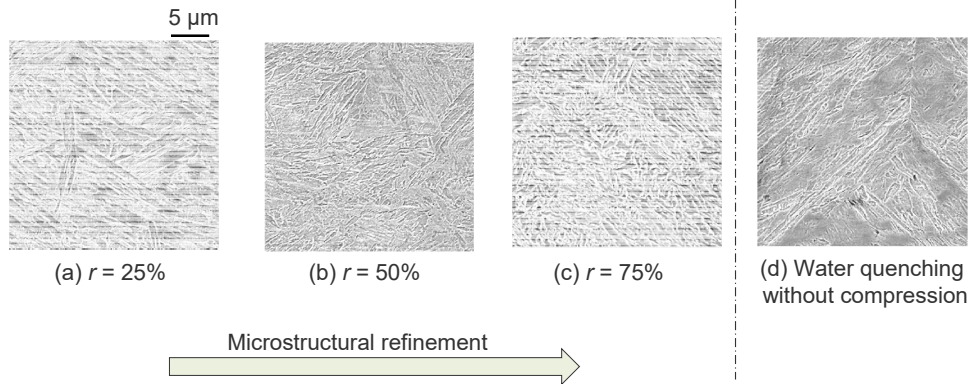 5 μm
(a) r = 25%
(b) r = 50%
(c) r = 75%
(d) Water quenching
without compression
Microstructural refinement